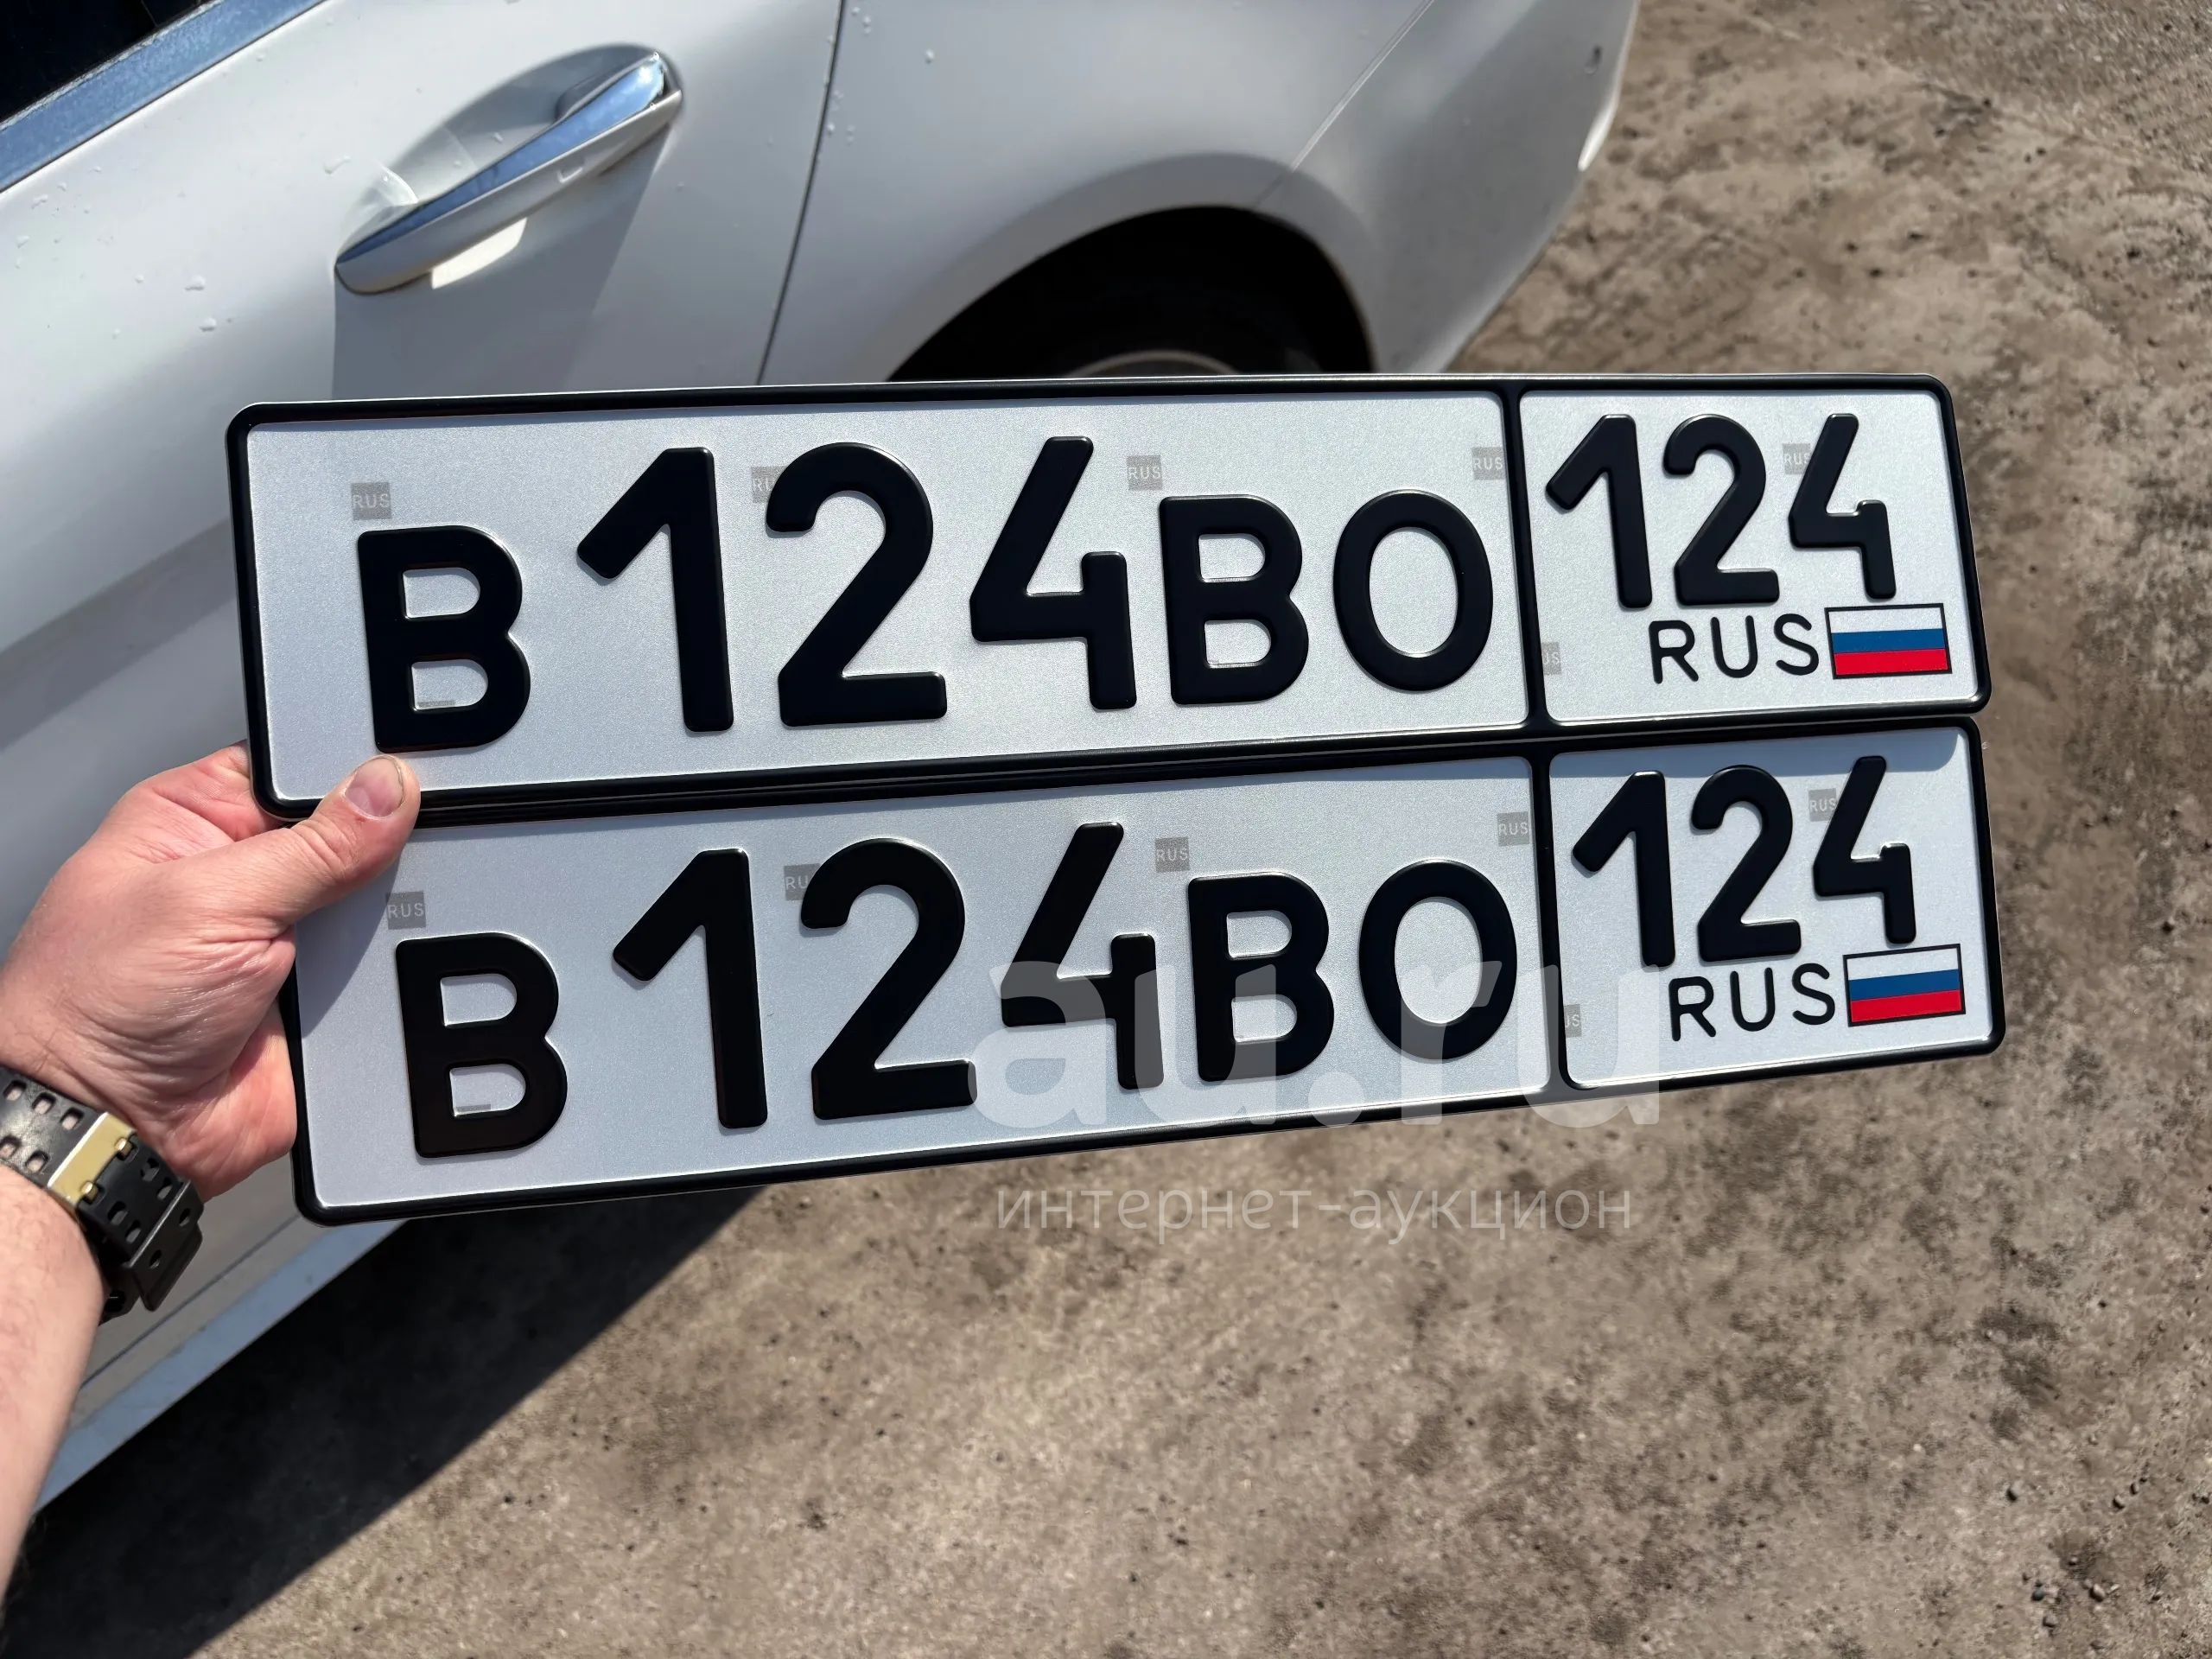 В 124 ВО 124
RUS
В 124 ВО 124
RUS
au.ru
интернет-аукцион